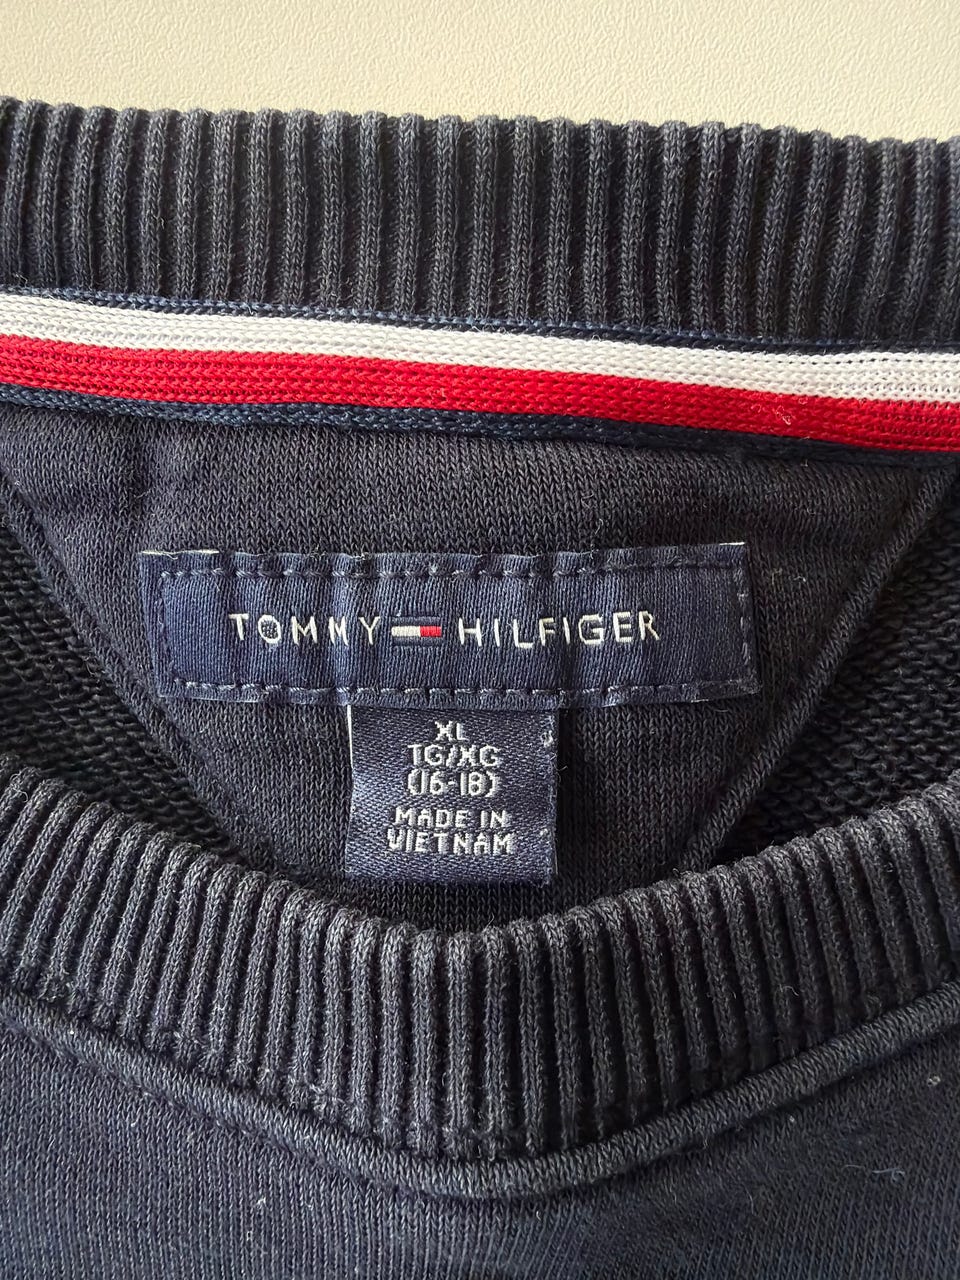 TOMMY HILFIGER
XL
TG/XG
(16-18)
MADE IN
VIETNAM